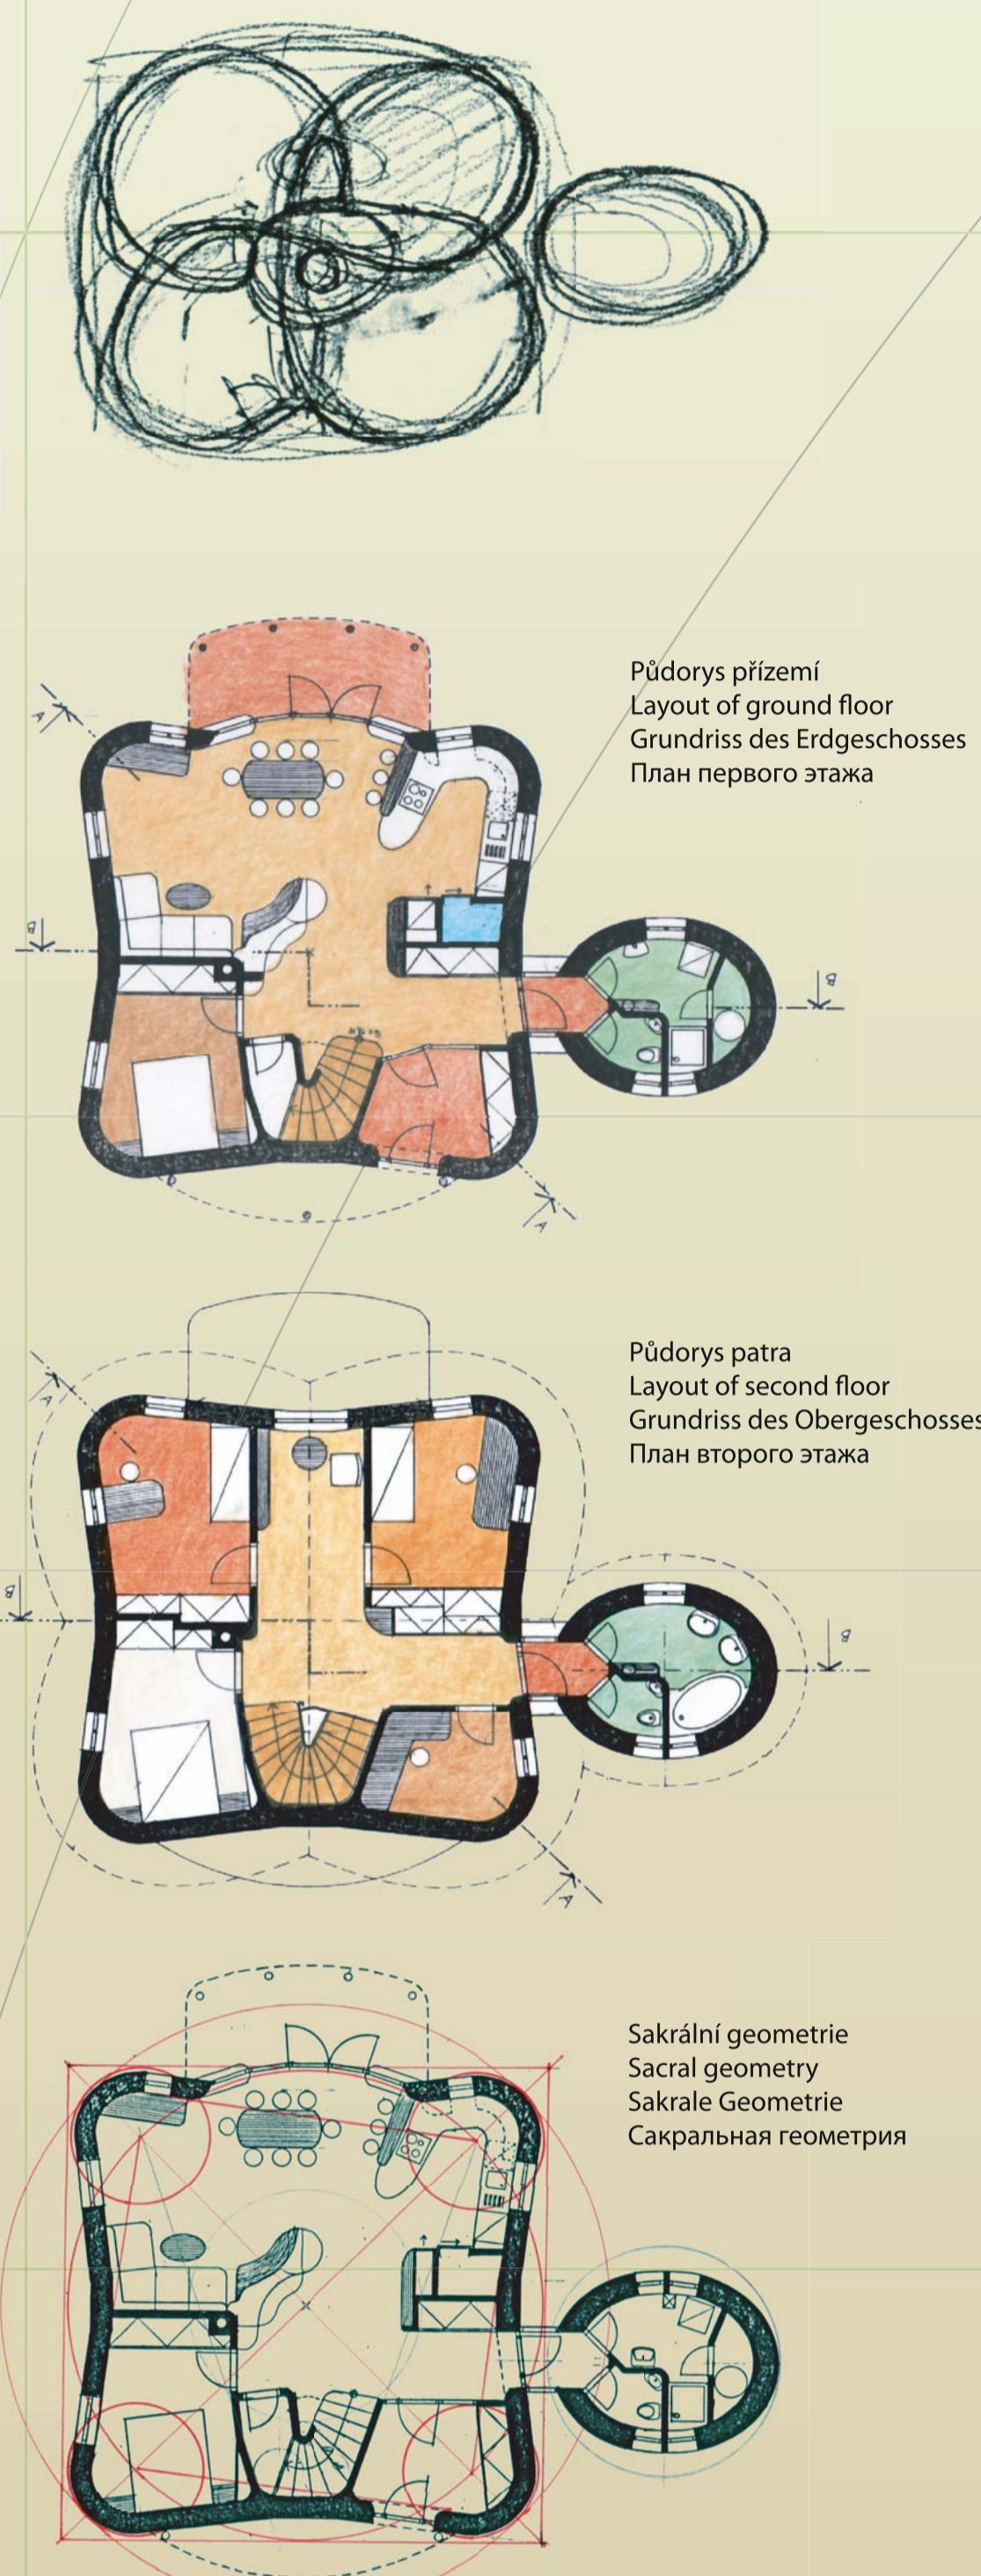 Půdorys přízemí
Layout of ground floor
Grundriss des Erdgeschosses
План первого этажа
A
B
B
A
Půdorys patra
Layout of second floor
Grundriss des Obergeschosses
План второго этажа
A
B
B
A
Sakrální geometrie
Sacral geometry
Sakrale Geometrie
Сакральная геометрия